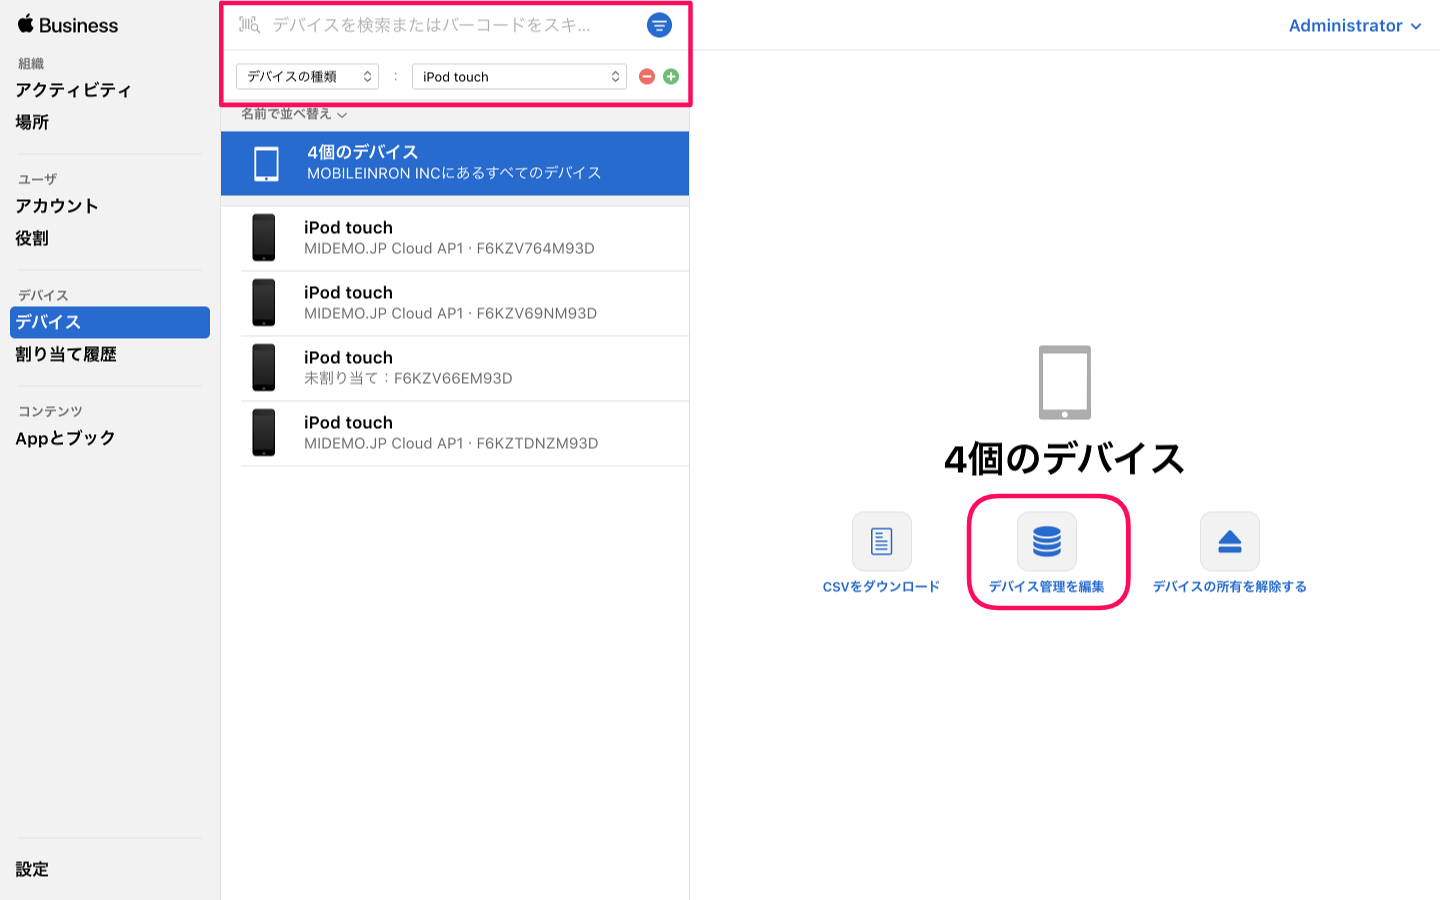 Business
組織
アクティビティ
場所
ユーザ
アカウント
役割
デバイス
デバイス
割り当て履歴
コンテンツ
Appとブック
設定
デバイスを検索またはバーコードをスキ...
デバイスの種類 : iPod touch
名前で並べ替え
4個のデバイス
MOBILEINRON INCにあるすべてのデバイス
iPod touch
MIDEMO.JP Cloud AP1 · F6KZV764M93D
iPod touch
MIDEMO.JP Cloud AP1 · F6KZV69NM93D
iPod touch
未割り当て：F6KZV66EM93D
iPod touch
MIDEMO.JP Cloud AP1 · F6KZTDNZM93D
Administrator
4個のデバイス
CSVをダウンロード
デバイス管理を編集
デバイスの所有を解除する